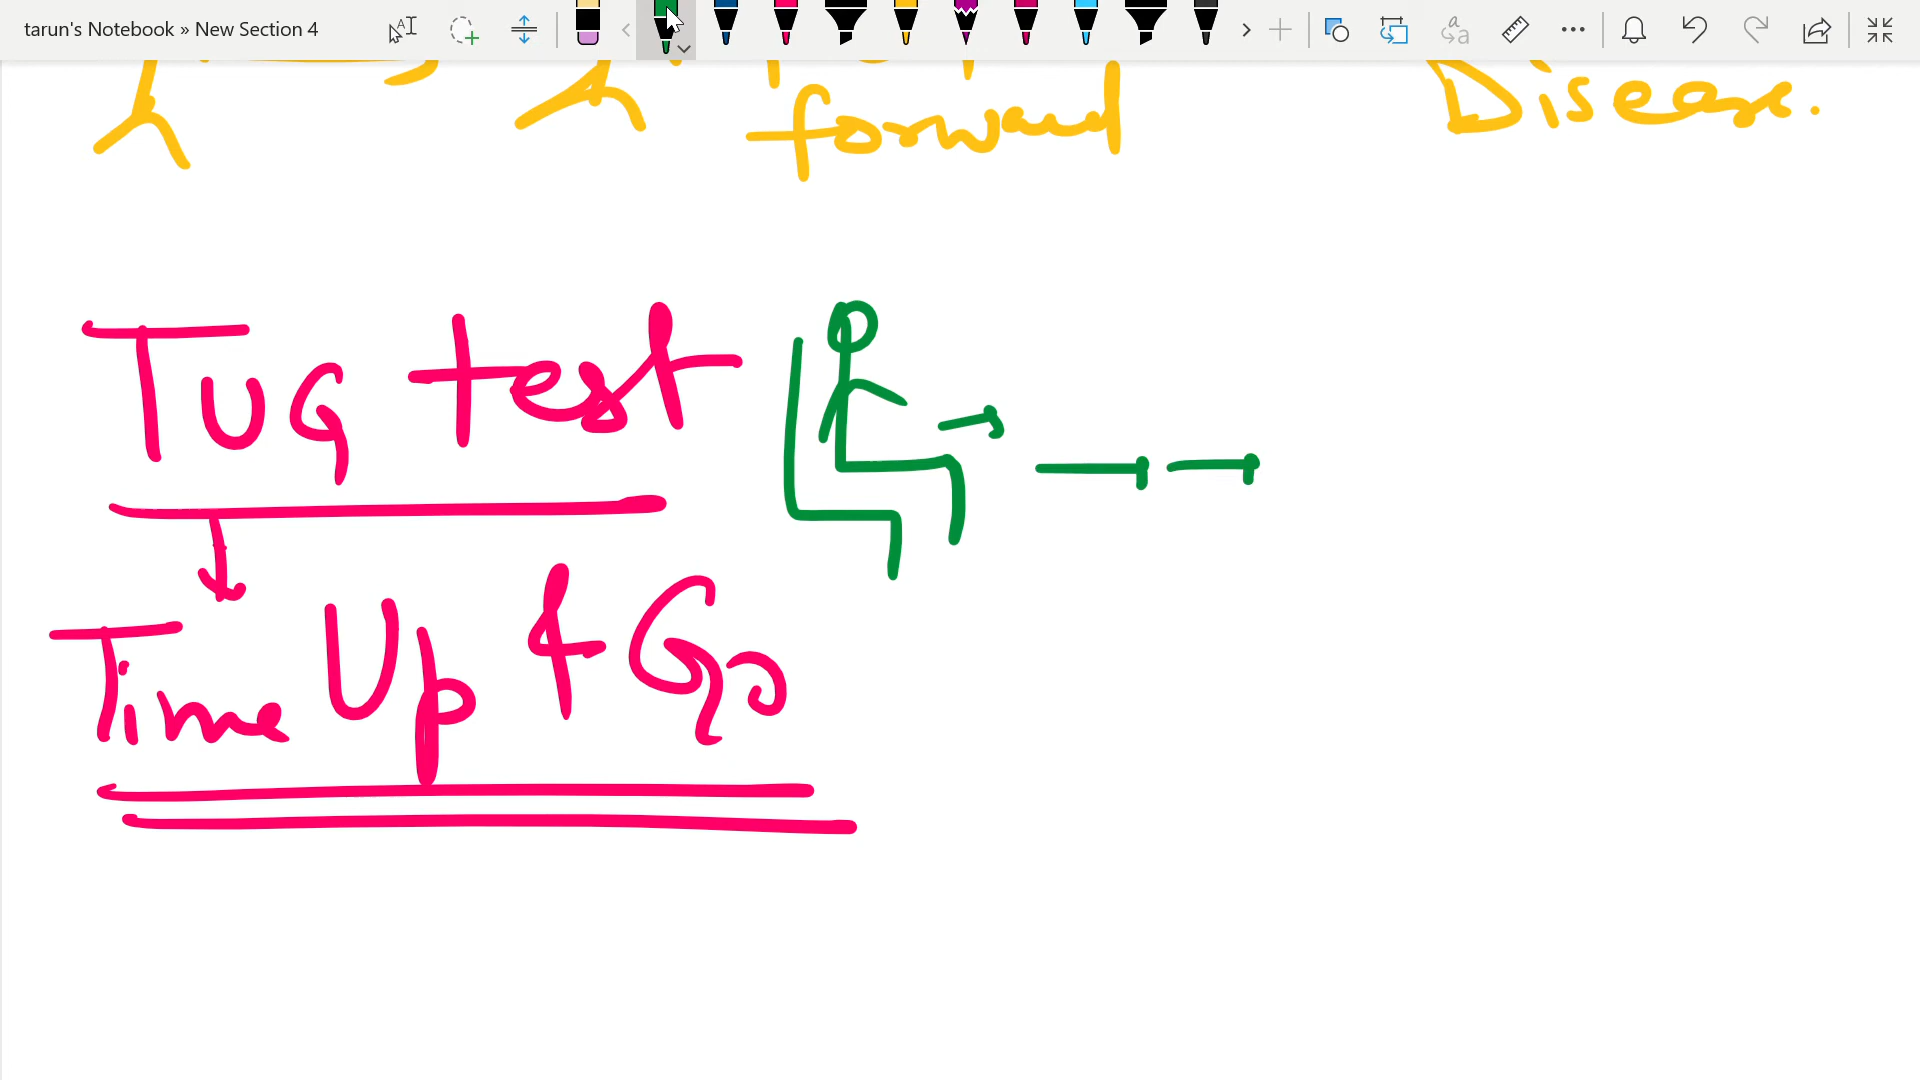 tarun's Notebook » New Section 4
forward
Disease.
TUG test
Time Up & Go